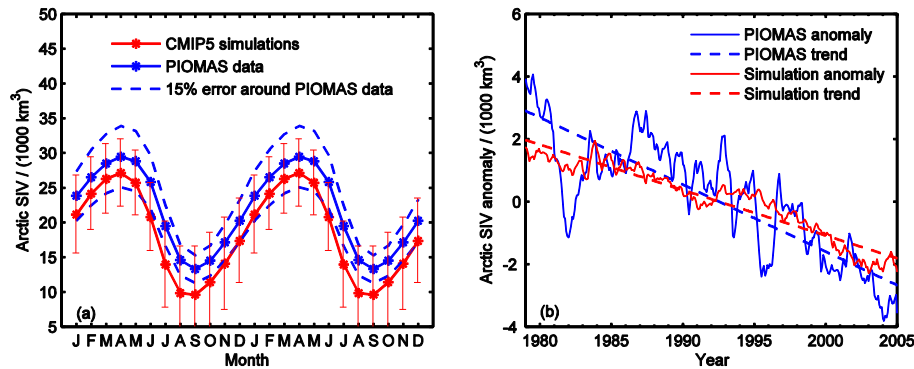 50
45
40
35
30
25
20
15
10
5
Arctic SIV / (1000 km³)
CMIP5 simulations
PIOMAS data
15% error around PIOMAS data
(a)
J F M A M J J A S O N D J F M A M J J A S O N D
Month
6
4
2
0
-2
-4
Arctic SIV anomaly / (1000 km³)
PIOMAS anomaly
PIOMAS trend
Simulation anomaly
Simulation trend
(b)
1980 1985 1990 1995 2000 2005
Year